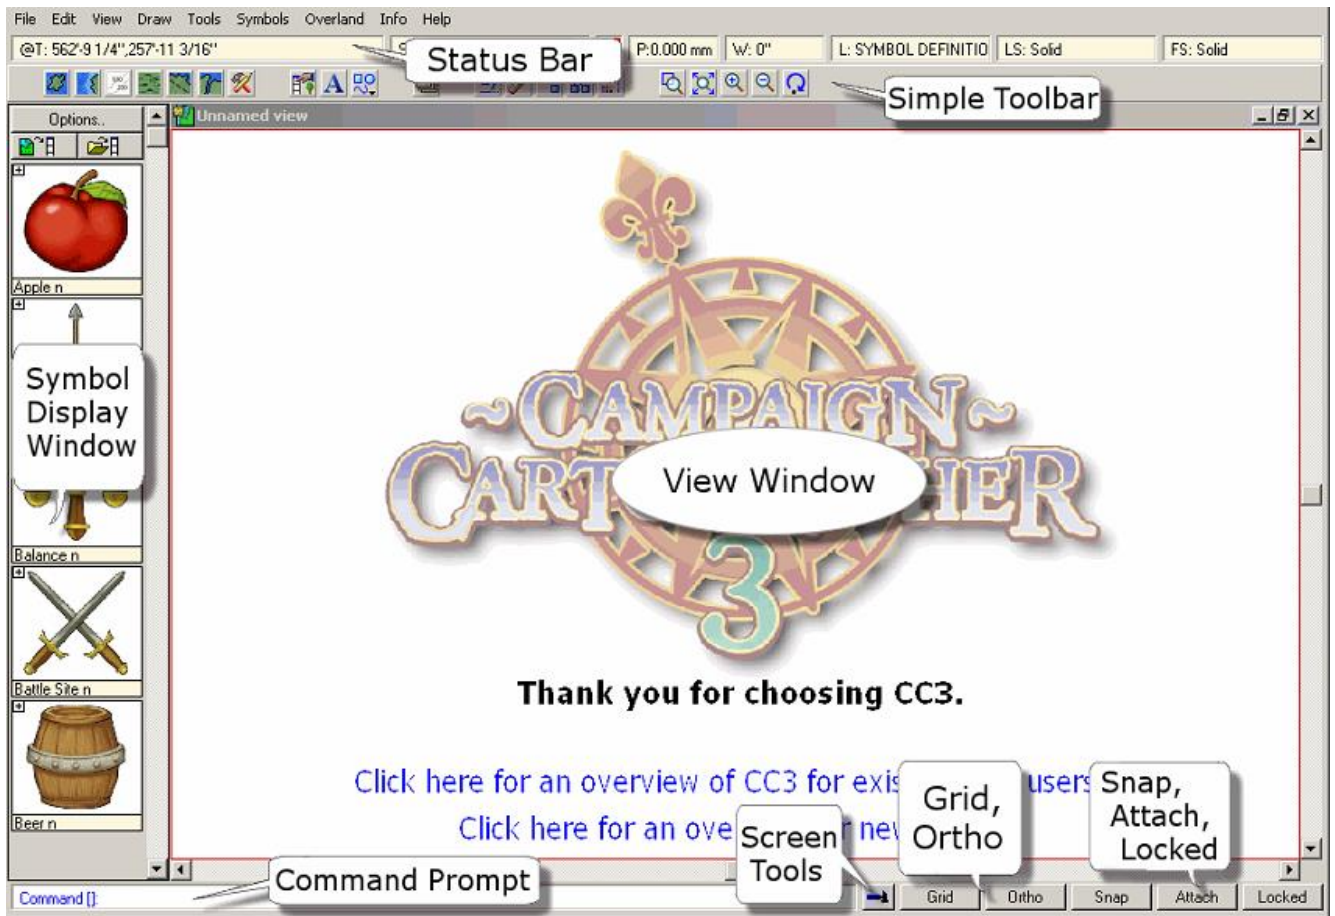 File Edit View Draw Tools Symbols Overland Info Help
@T: 562'-9 1/4",257'-11 3/16"
P:0.000 mm W: 0" L: SYMBOL DEFINITIO LS: Solid FS: Solid
Status Bar
Simple Toolbar
Options..
Unnamed view
Apple n
Symbol
Display
Window
Balance n
Battle Site n
Beer n
~CAMPAIGN~
View Window
3
Thank you for choosing CC3.
Click here for an overview of CC3 for users
Click here for an
Grid,
Ortho
Snap,
Attach,
Locked
Screen
Tools
Command Prompt
Command []:
Grid Ortho Snap Attach Locked